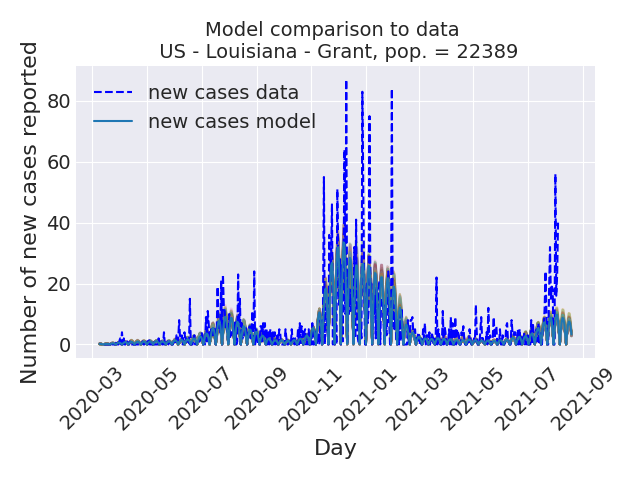 Model comparison to data
US - Louisiana - Grant, pop. = 22389
Number of new cases reported
80
60
40
20
0
new cases data
new cases model
2020-03
2020-05
2020-07
2020-09
2020-11
2021-01
2021-03
2021-05
2021-07
2021-09
Day